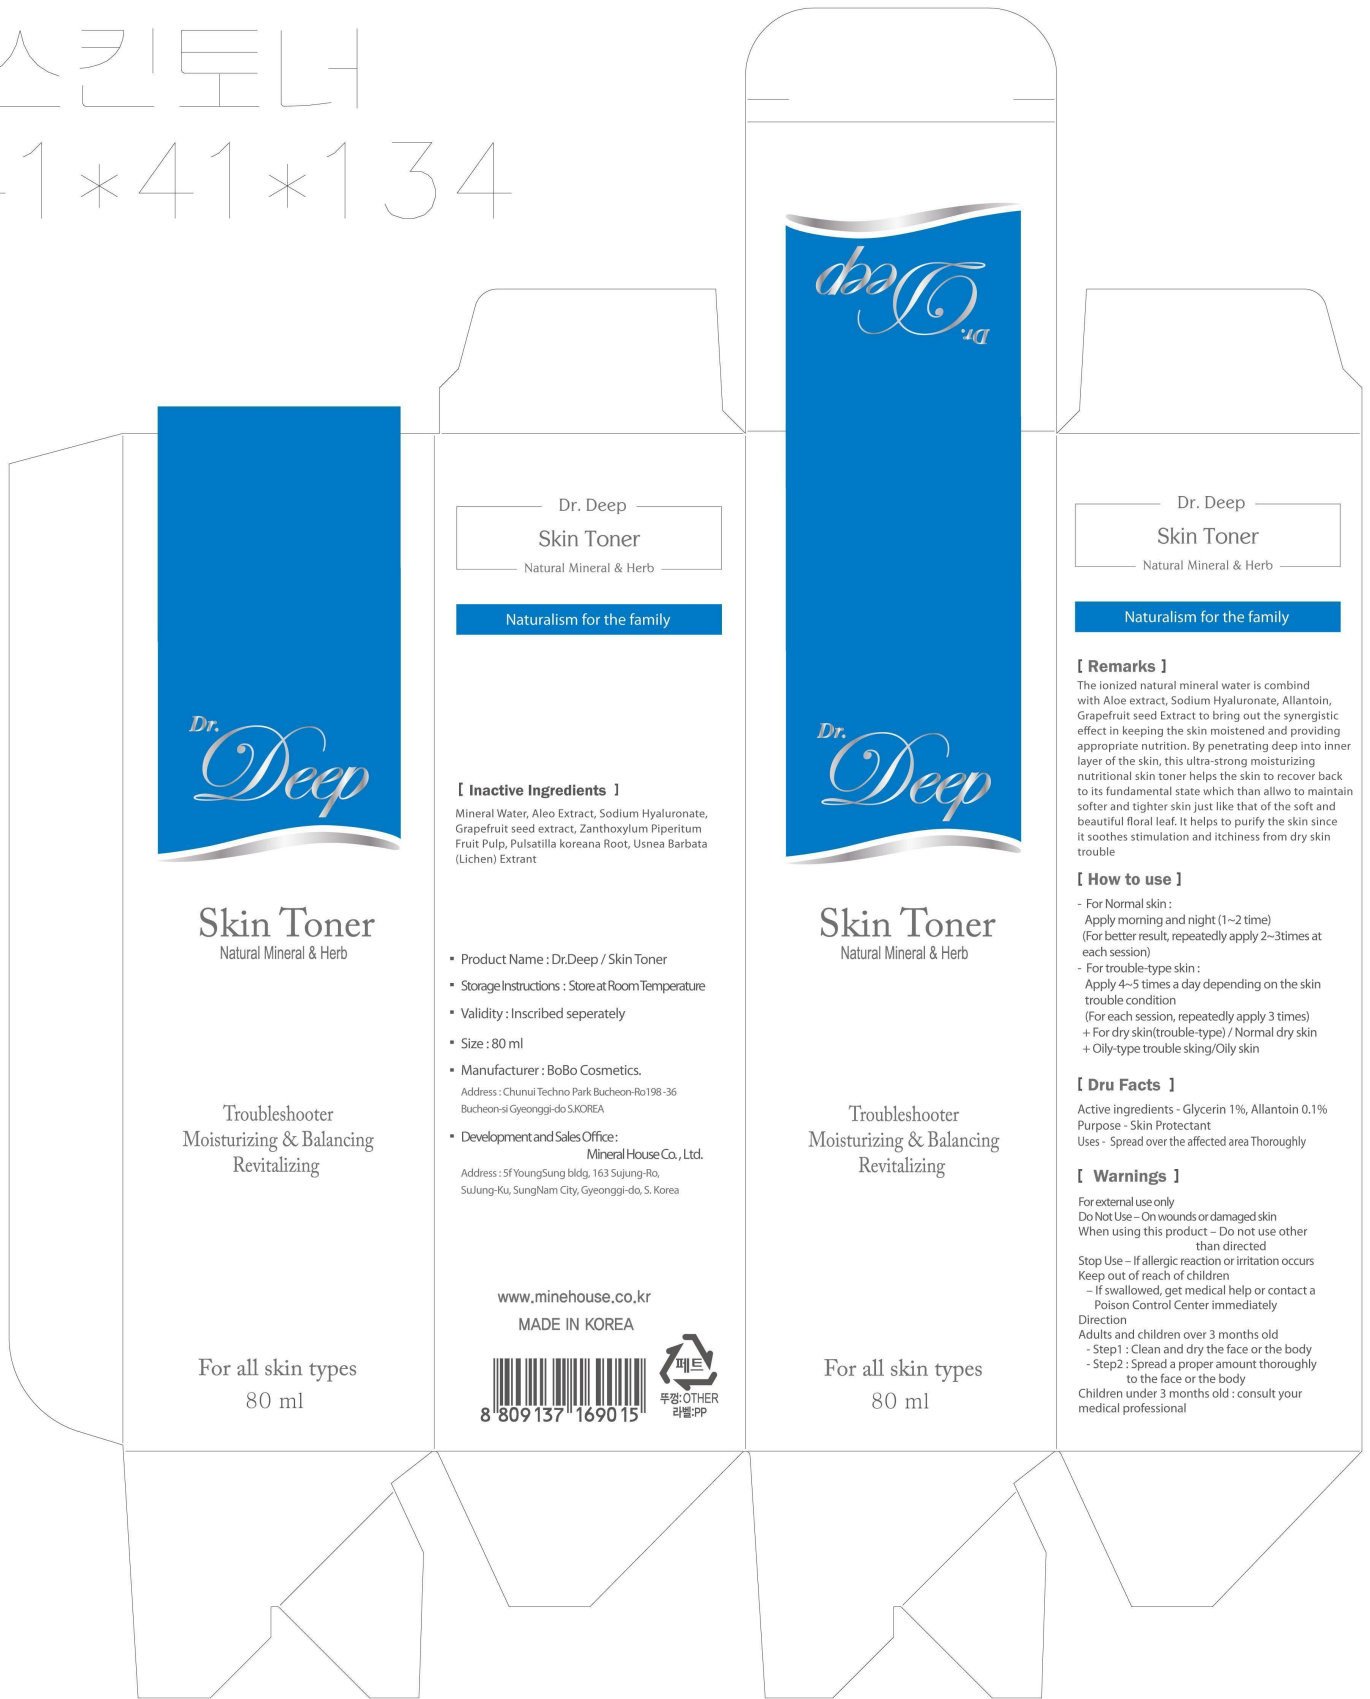 스킨토너
41*41*134
Dr.
Deep
Dr.
Deep
Skin Toner
Natural Mineral & Herb
Troubleshooter
Moisturizing & Balancing
Revitalizing
For all skin types
80 ml
Dr. Deep
Skin Toner
Natural Mineral & Herb
Naturalism for the family
[ Inactive Ingredients ]
Mineral Water, Aleo Extract, Sodium Hyaluronate,
Grapefruit seed extract, Zanthoxylum Piperitum
Fruit Pulp, Pulsatilla koreana Root, Usnea Barbata
(Lichen) Extrant
▪ Product Name : Dr.Deep / Skin Toner
▪ Storage Instructions : Store at Room Temperature
▪ Validity : Inscribed seperately
▪ Size : 80 ml
▪ Manufacturer : BoBo Cosmetics.
Address : Chunui Techno Park Bucheon-Ro198 -36
Bucheon-si Gyeonggi-do S.KOREA
▪ Development and Sales Office :
Mineral House Co. , Ltd.
Address : 5f YoungSung bldg, 163 Sujung-Ro,
SuJung-Ku, SungNam City, Gyeonggi-do, S. Korea
www.minehouse.co.kr
MADE IN KOREA
8 809137 169015
페트
뚜껑:OTHER
라벨:PP
Dr.
Deep
Skin Toner
Natural Mineral & Herb
Troubleshooter
Moisturizing & Balancing
Revitalizing
For all skin types
80 ml
Dr. Deep
Skin Toner
Natural Mineral & Herb
Naturalism for the family
[ Remarks ]
The ionized natural mineral water is combind
with Aloe extract, Sodium Hyaluronate, Allantoin,
Grapefruit seed Extract to bring out the synergistic
effect in keeping the skin moistened and providing
appropriate nutrition. By penetrating deep into inner
layer of the skin, this ultra-strong moisturizing
nutritional skin toner helps the skin to recover back
to its fundamental state which than allwo to maintain
softer and tighter skin just like that of the soft and
beautiful floral leaf. It helps to purify the skin since
it soothes stimulation and itchiness from dry skin
trouble
[ How to use ]
- For Normal skin :
Apply morning and night (1~2 time)
(For better result, repeatedly apply 2~3times at
each session)
- For trouble-type skin :
Apply 4~5 times a day depending on the skin
trouble condition
(For each session, repeatedly apply 3 times)
+ For dry skin(trouble-type) / Normal dry skin
+ Oily-type trouble sking/Oily skin
[ Dru Facts ]
Active ingredients - Glycerin 1%, Allantoin 0.1%
Purpose - Skin Protectant
Uses - Spread over the affected area Thoroughly
[ Warnings ]
For external use only
Do Not Use – On wounds or damaged skin
When using this product – Do not use other
than directed
Stop Use – If allergic reaction or irritation occurs
Keep out of reach of children
– If swallowed, get medical help or contact a
Poison Control Center immediately
Direction
Adults and children over 3 months old
- Step1 : Clean and dry the face or the body
- Step2 : Spread a proper amount thoroughly
to the face or the body
Children under 3 months old : consult your
medical professional